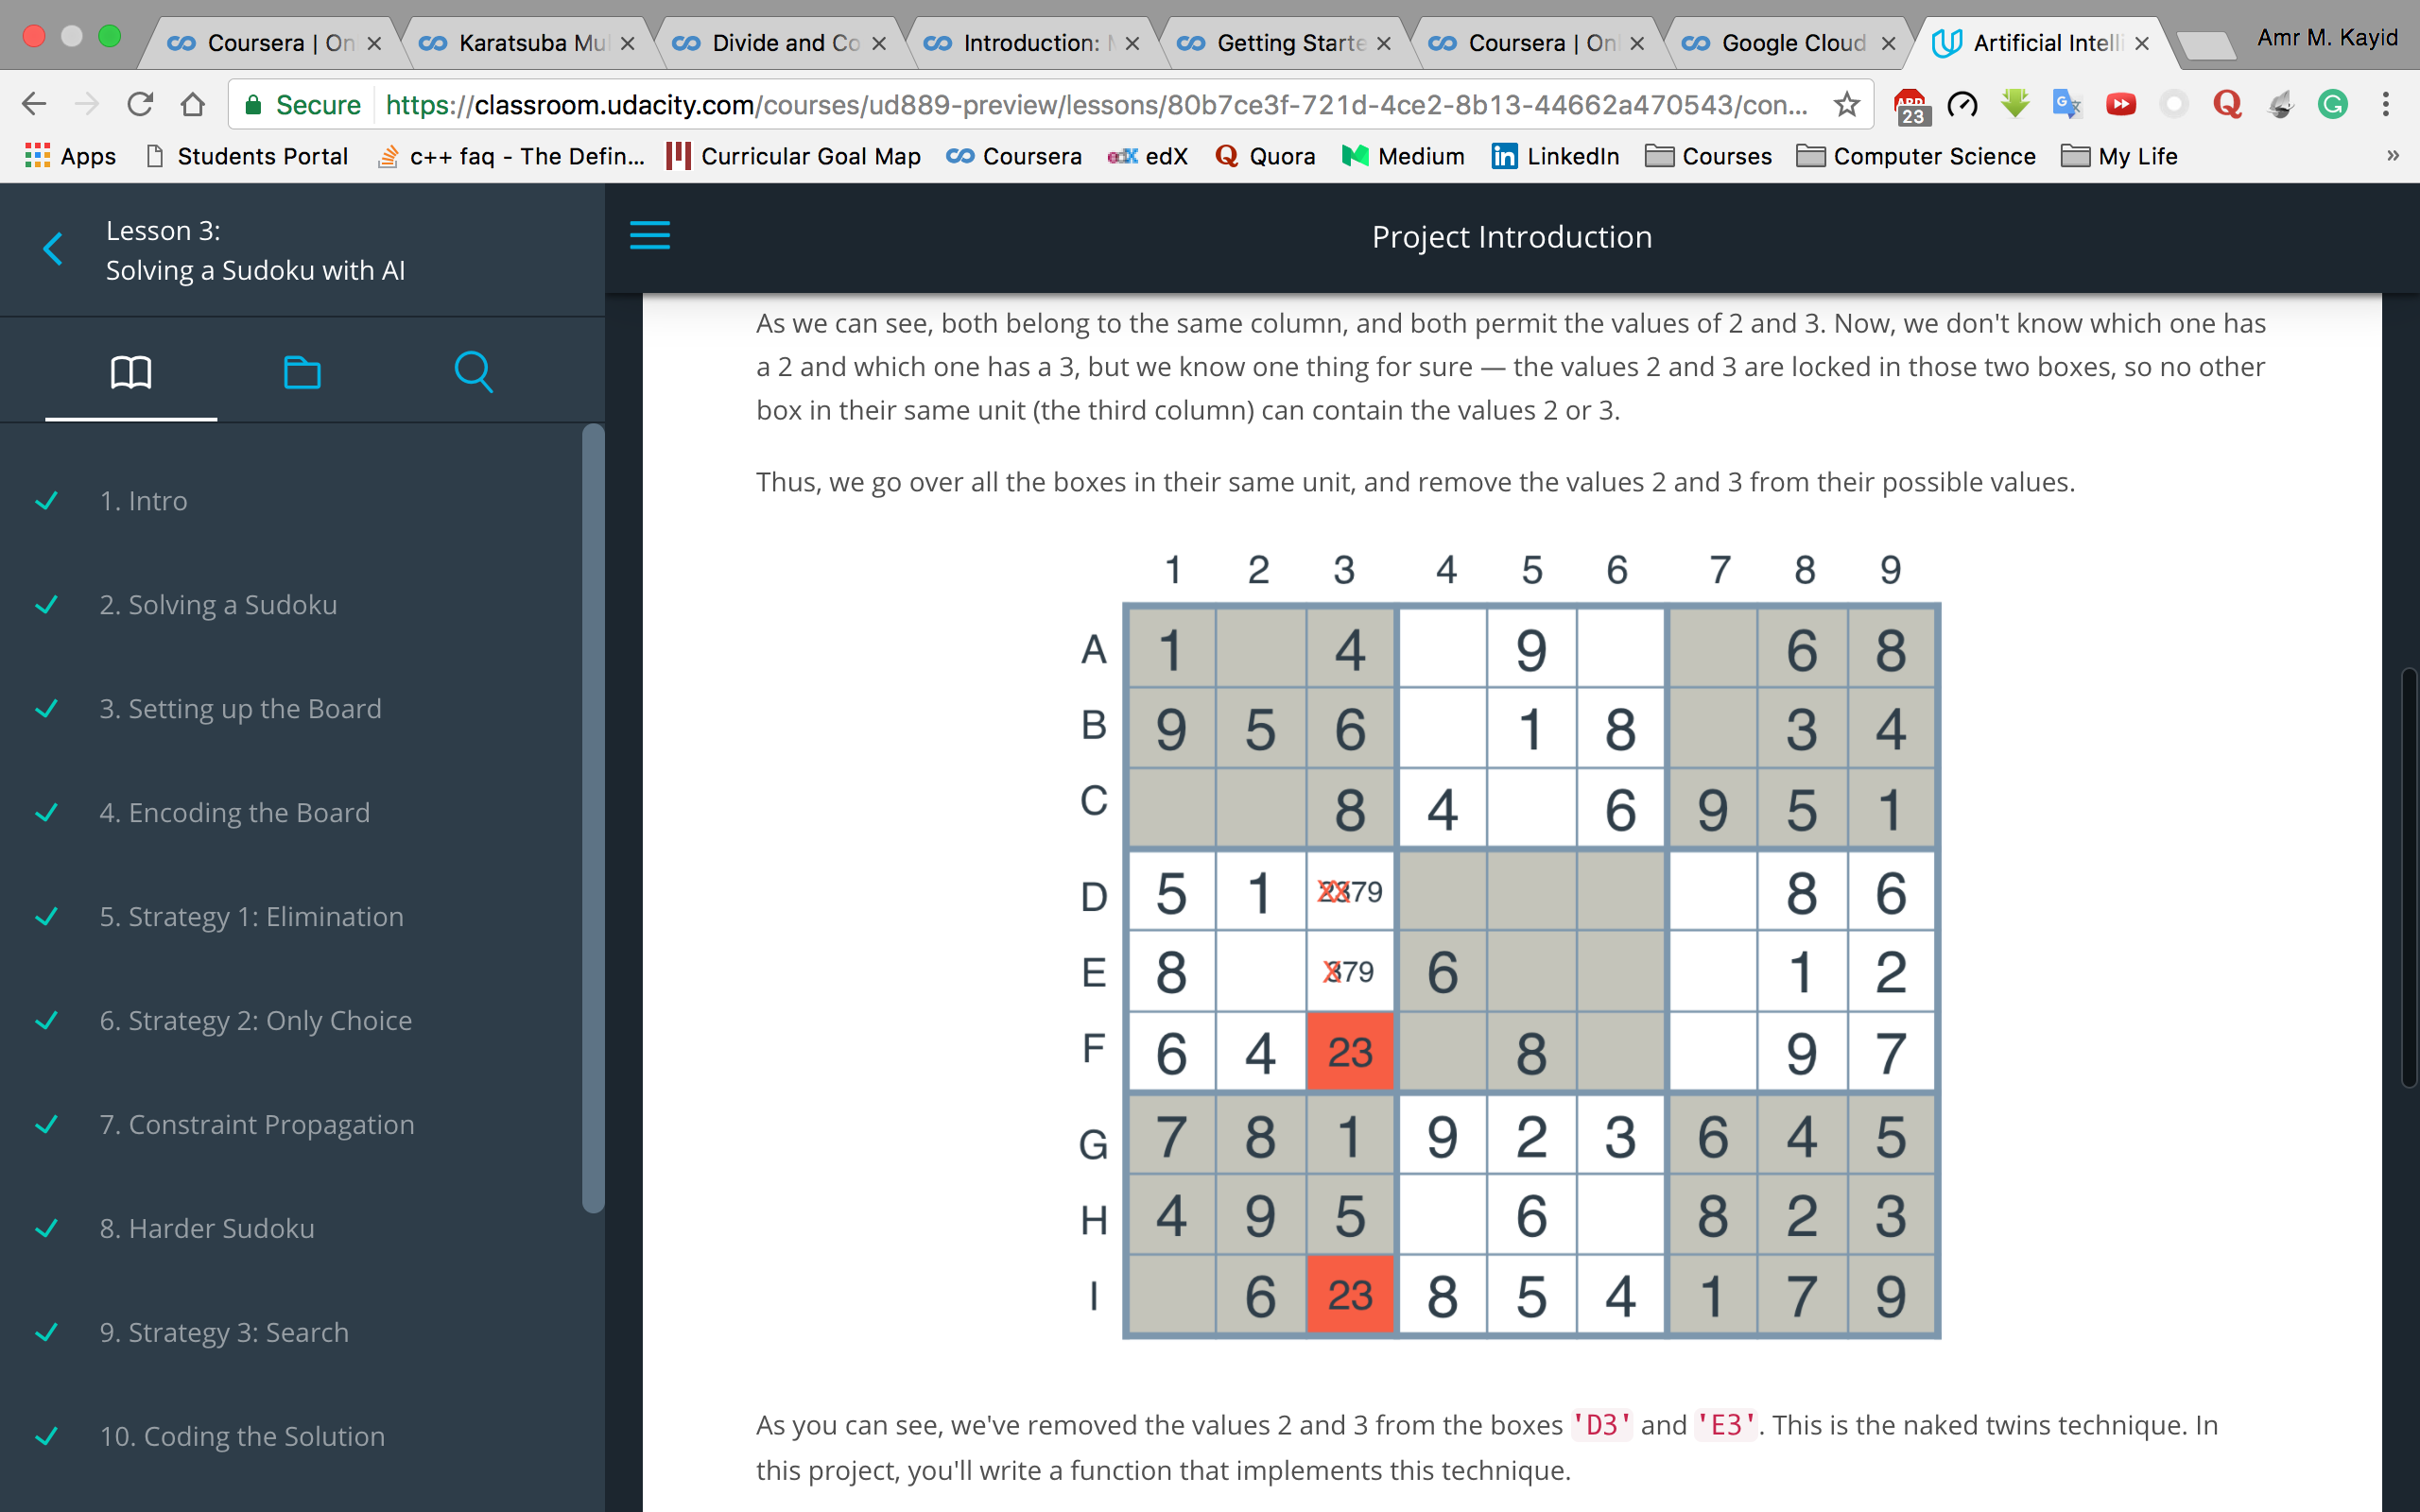 Coursera | On
Karatsuba Mul
Divide and Co
Introduction:
Getting Starte
Coursera | Onl
Google Cloud
Artificial Intelli
Amr M. Kayid
Secure https://classroom.udacity.com/courses/ud889-preview/lessons/80b7ce3f-721d-4ce2-8b13-44662a470543/con...
23
Apps Students Portal c++ faq - The Defin... Curricular Goal Map Coursera edX Quora Medium LinkedIn Courses Computer Science My Life »
Lesson 3:
Solving a Sudoku with AI
1. Intro
2. Solving a Sudoku
3. Setting up the Board
4. Encoding the Board
5. Strategy 1: Elimination
6. Strategy 2: Only Choice
7. Constraint Propagation
8. Harder Sudoku
9. Strategy 3: Search
10. Coding the Solution
Project Introduction
As we can see, both belong to the same column, and both permit the values of 2 and 3. Now, we don't know which one has
a 2 and which one has a 3, but we know one thing for sure — the values 2 and 3 are locked in those two boxes, so no other
box in their same unit (the third column) can contain the values 2 or 3.
Thus, we go over all the boxes in their same unit, and remove the values 2 and 3 from their possible values.
1 2 3 4 5 6 7 8 9
A 1 4 9 6 8
B 9 5 6 1 8 3 4
C 8 4 6 9 5 1
D 5 1 2379 8 6
E 8 379 6 1 2
F 6 4 23 8 9 7
G 7 8 1 9 2 3 6 4 5
H 4 9 5 6 8 2 3
I 6 23 8 5 4 1 7 9
As you can see, we've removed the values 2 and 3 from the boxes 'D3' and 'E3'. This is the naked twins technique. In
this project, you'll write a function that implements this technique.